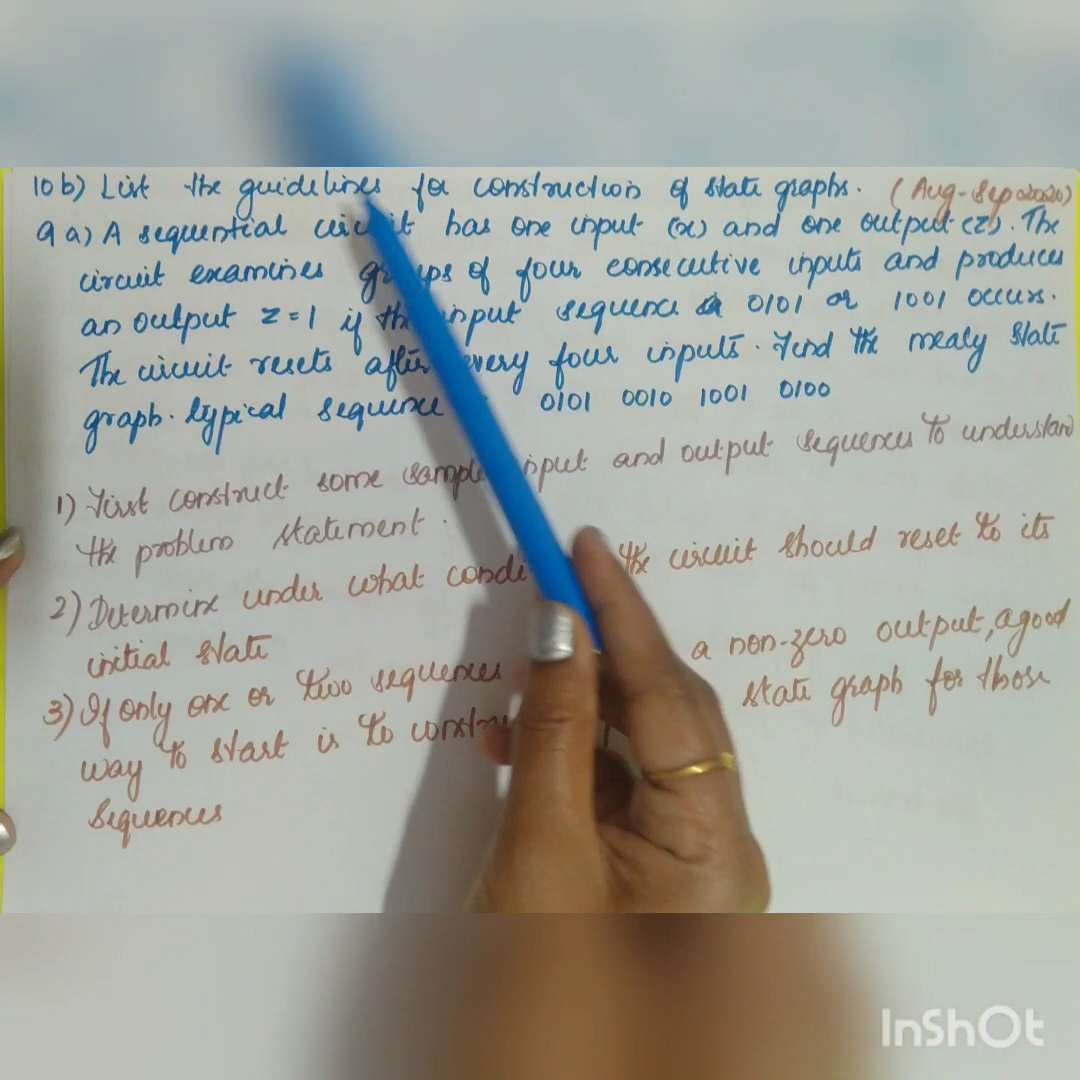 10 b) List the guidelines for construction of state graphs. (Aug-Sep 2020)
9 a) A sequential circuit has one input (x) and one output (z). The
circuit examines groups of four consecutive inputs and produces
an output z=1 if the input sequence 0101 or 1001 occurs.
The circuit resets after every four inputs. Find the mealy state
graph. typical sequence 0101 0010 1001 0100
1) First construct some sample input and output sequences to understand
the problem statement.
2) Determine under what the circuit should reset to its
initial state
3) If only one or two sequences a non-zero output, a good
way to start is to state graph for those
sequences
InShOt